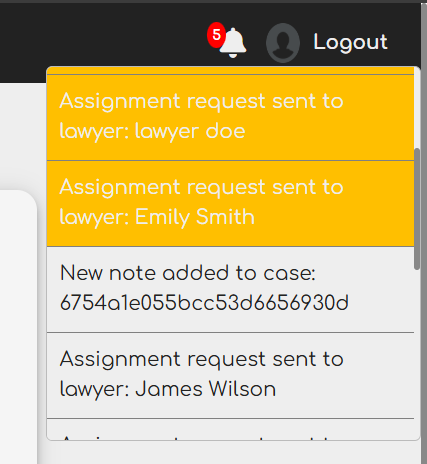 5
Logout
Assignment request sent to
lawyer: lawyer doe
Assignment request sent to
lawyer: Emily Smith
New note added to case:
6754a1e055bcc53d6656930d
Assignment request sent to
lawyer: James Wilson